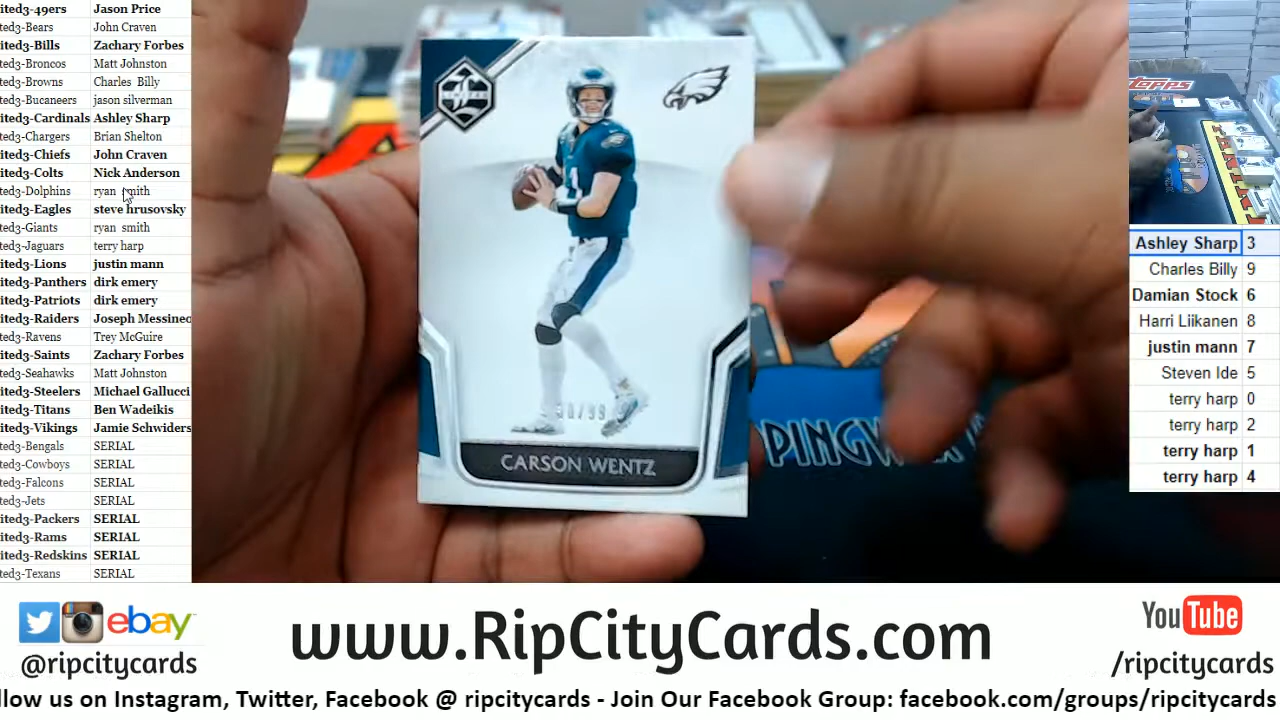 ited3-49ers Jason Price
ted3-Bears John Craven
ited3-Bills Zachary Forbes
ted3-Broncos Matt Johnston
ted3-Browns Charles Billy
ted3-Bucaneers jason silverman
ited3-Cardinals Ashley Sharp
ted3-Chargers Brian Shelton
ited3-Chiefs John Craven
ited3-Colts Nick Anderson
ted3-Dolphins ryan smith
ited3-Eagles steve hrusovsky
ted3-Giants ryan smith
ted3-Jaguars terry harp
ited3-Lions justin mann
ited3-Panthers dirk emery
ited3-Patriots dirk emery
ited3-Raiders Joseph Messineo
ted3-Ravens Trey McGuire
ited3-Saints Zachary Forbes
ted3-Seahawks Matt Johnston
ited3-Steelers Michael Gallucci
ited3-Titans Ben Wadeikis
ited3-Vikings Jamie Schwiders
ted3-Bengals SERIAL
ted3-Cowboys SERIAL
ted3-Falcons SERIAL
ted3-Jets SERIAL
ited3-Packers SERIAL
ited3-Rams SERIAL
ited3-Redskins SERIAL
ted3-Texans SERIAL
LIMITED
CARSON WENTZ
topps
Ashley Sharp 3
Charles Billy 9
Damian Stock 6
Harri Liikanen 8
justin mann 7
Steven Ide 5
terry harp 0
terry harp 2
terry harp 1
terry harp 4
ebay
@ripcitycards
www.RipCityCards.com
YouTube
/ripcitycards
llow us on Instagram, Twitter, Facebook @ ripcitycards - Join Our Facebook Group: facebook.com/groups/ripcitycards